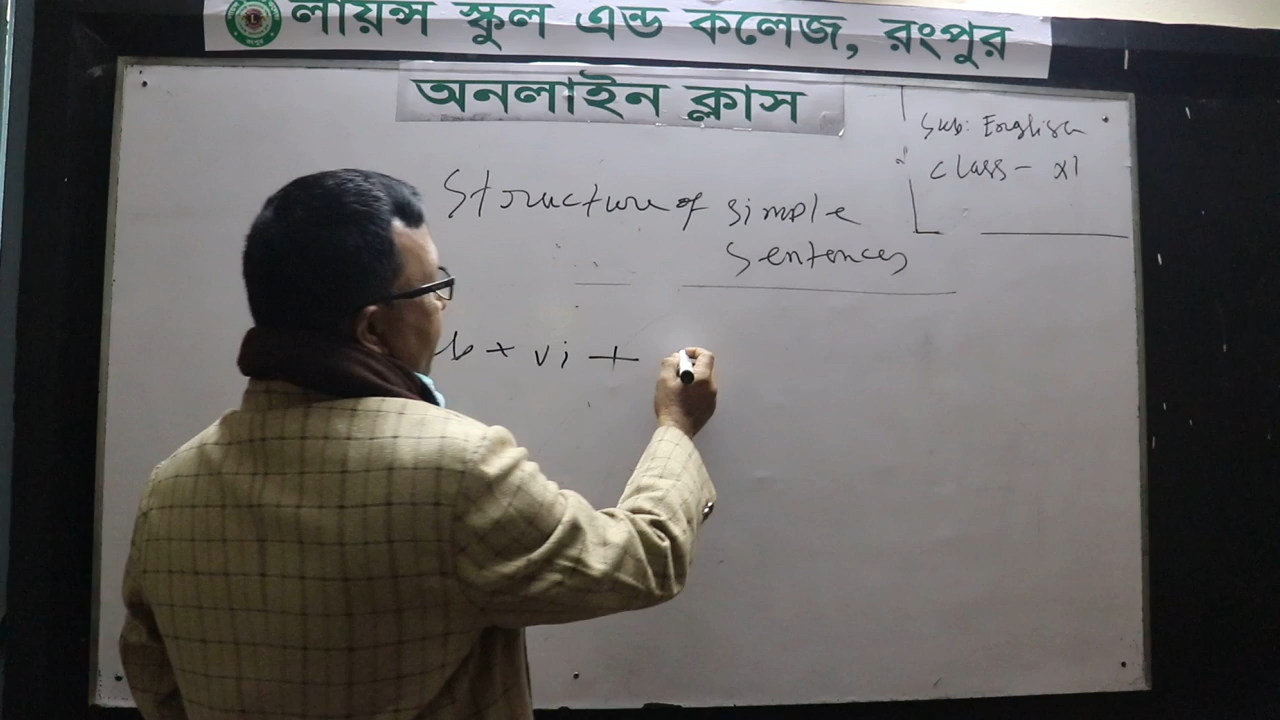 লায়ন্স স্কুল এন্ড কলেজ, রংপুর
অনলাইন ক্লাস
Sub: English
class - XI
Structure of simple
sentences
b + vi +